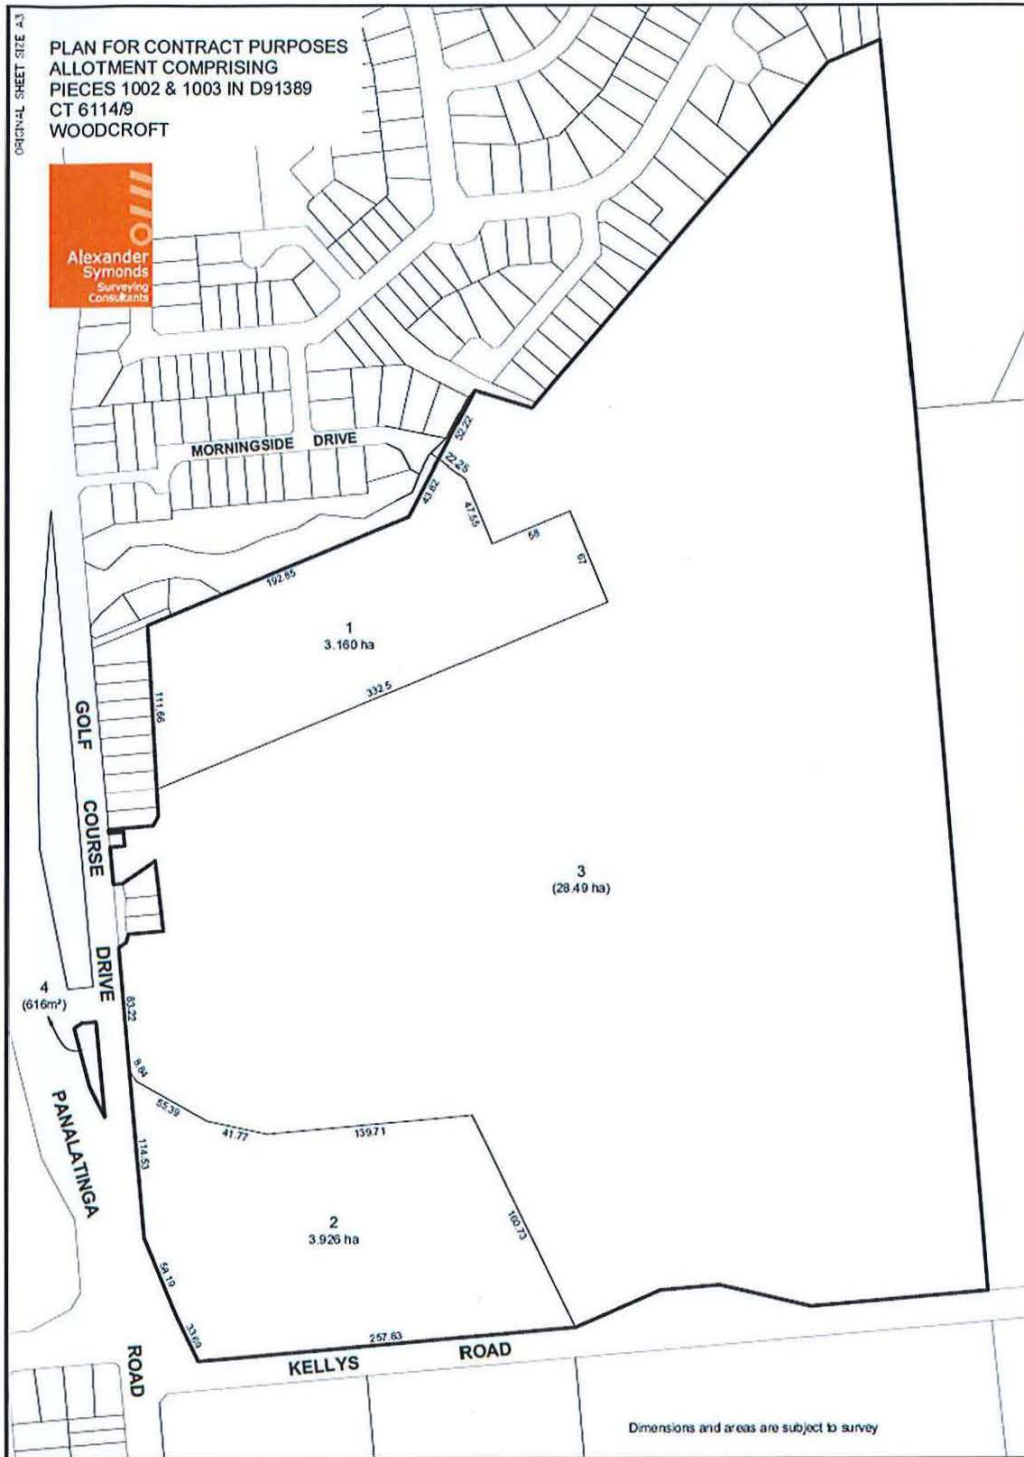 ORIGINAL SHEET SIZE A3
PLAN FOR CONTRACT PURPOSES
ALLOTMENT COMPRISING
PIECES 1002 & 1003 IN D91389
CT 6114/9
WOODCROFT
Alexander
Symonds
Surveying
Consultants
MORNINGSIDE DRIVE
52.22
22.25
43.82
47.55
58
67
192.85
1
3.160 ha
332.5
111.66
GOLF COURSE DRIVE
3
(28.49 ha)
4
(616m²)
83.22
8.84
55.39
41.77
139.71
114.53
PANALATINGA ROAD
2
3.926 ha
160.73
58.19
33.69
257.63
KELLYS ROAD
Dimensions and areas are subject to survey